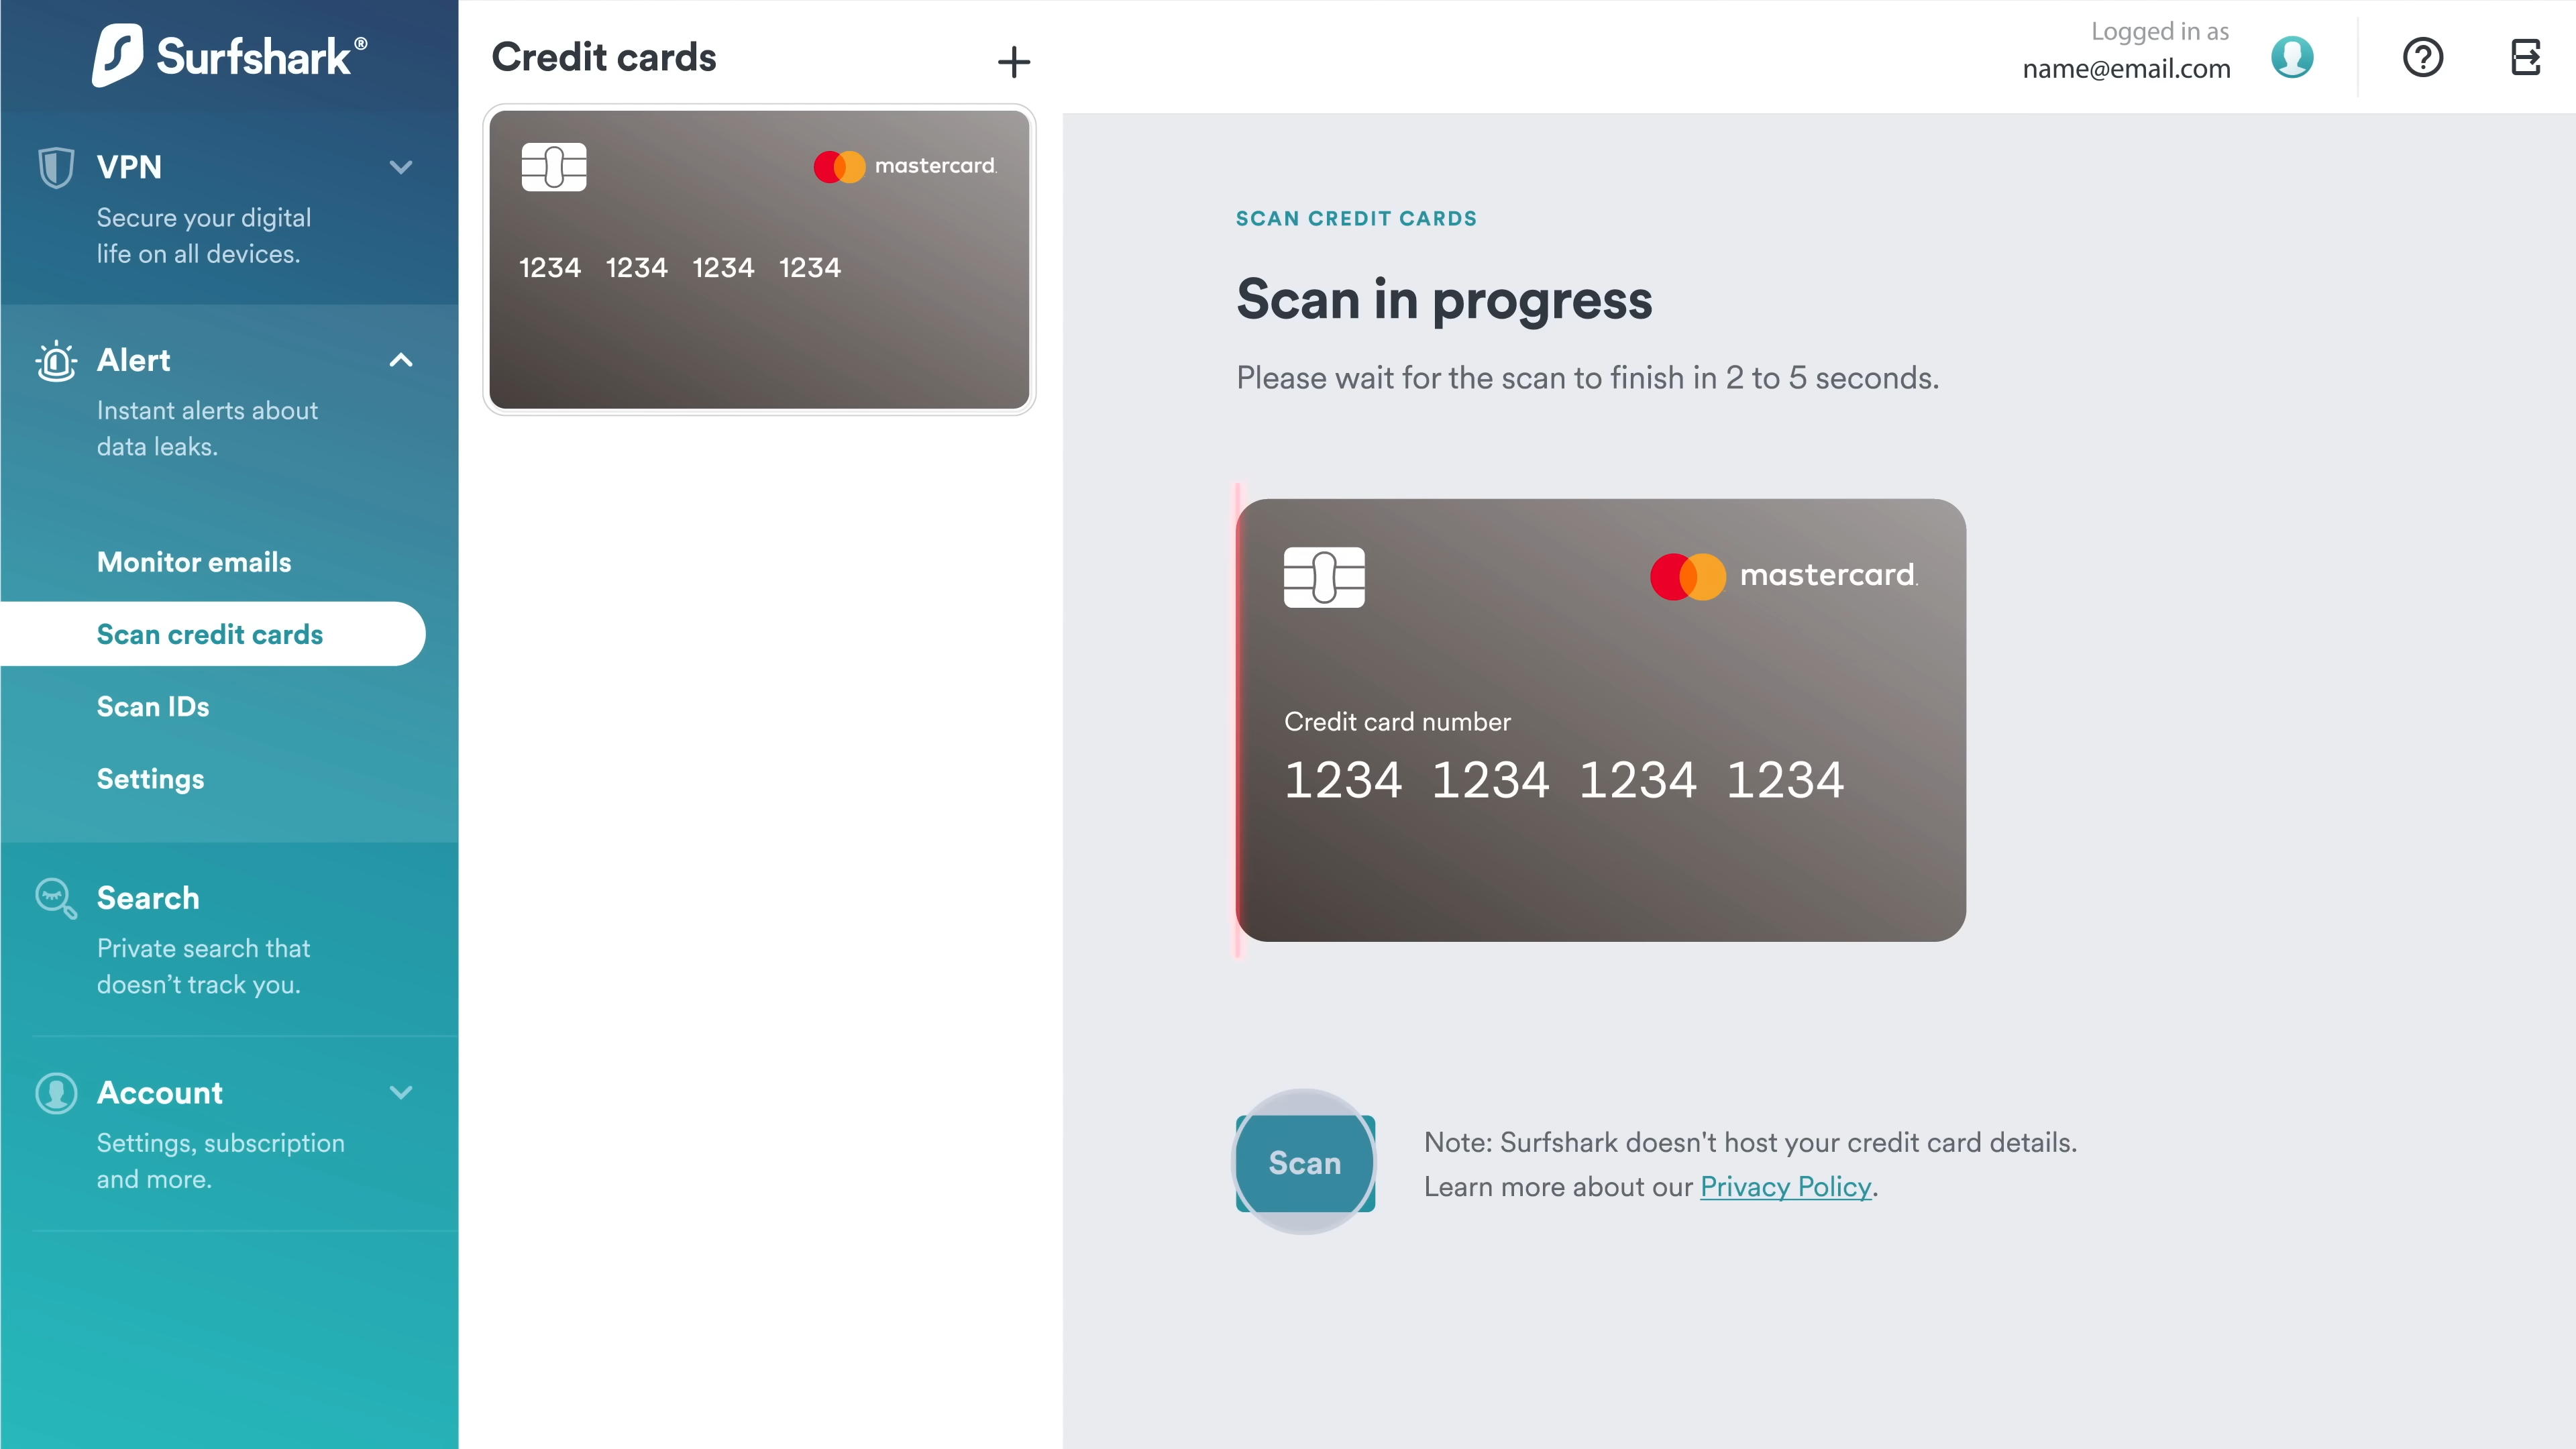 Surfshark®
VPN
Secure your digital
life on all devices.
Alert
Instant alerts about
data leaks.
Monitor emails
Scan credit cards
Scan IDs
Settings
Search
Private search that
doesn't track you.
Account
Settings, subscription
and more.
Credit cards
mastercard.
1234 1234 1234 1234
Logged in as
name@email.com
SCAN CREDIT CARDS
Scan in progress
Please wait for the scan to finish in 2 to 5 seconds.
mastercard.
Credit card number
1234 1234 1234 1234
Scan
Note: Surfshark doesn't host your credit card details.
Learn more about our Privacy Policy.